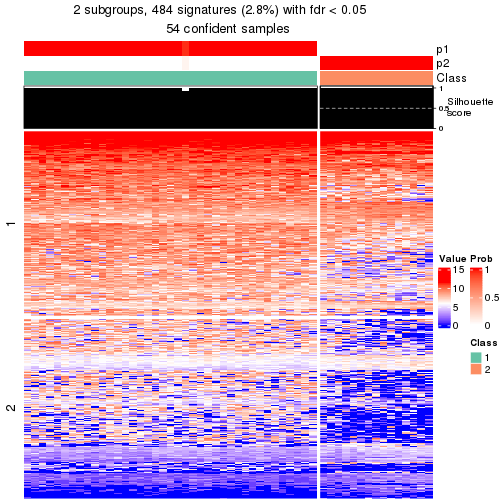 2 subgroups, 484 signatures (2.8%) with fdr < 0.05
54 confident samples
p1
p2
Class
1
0.5
0
Silhouette
score
1
2
Value
15
10
5
0
Prob
1
0.5
0
Class
1
2